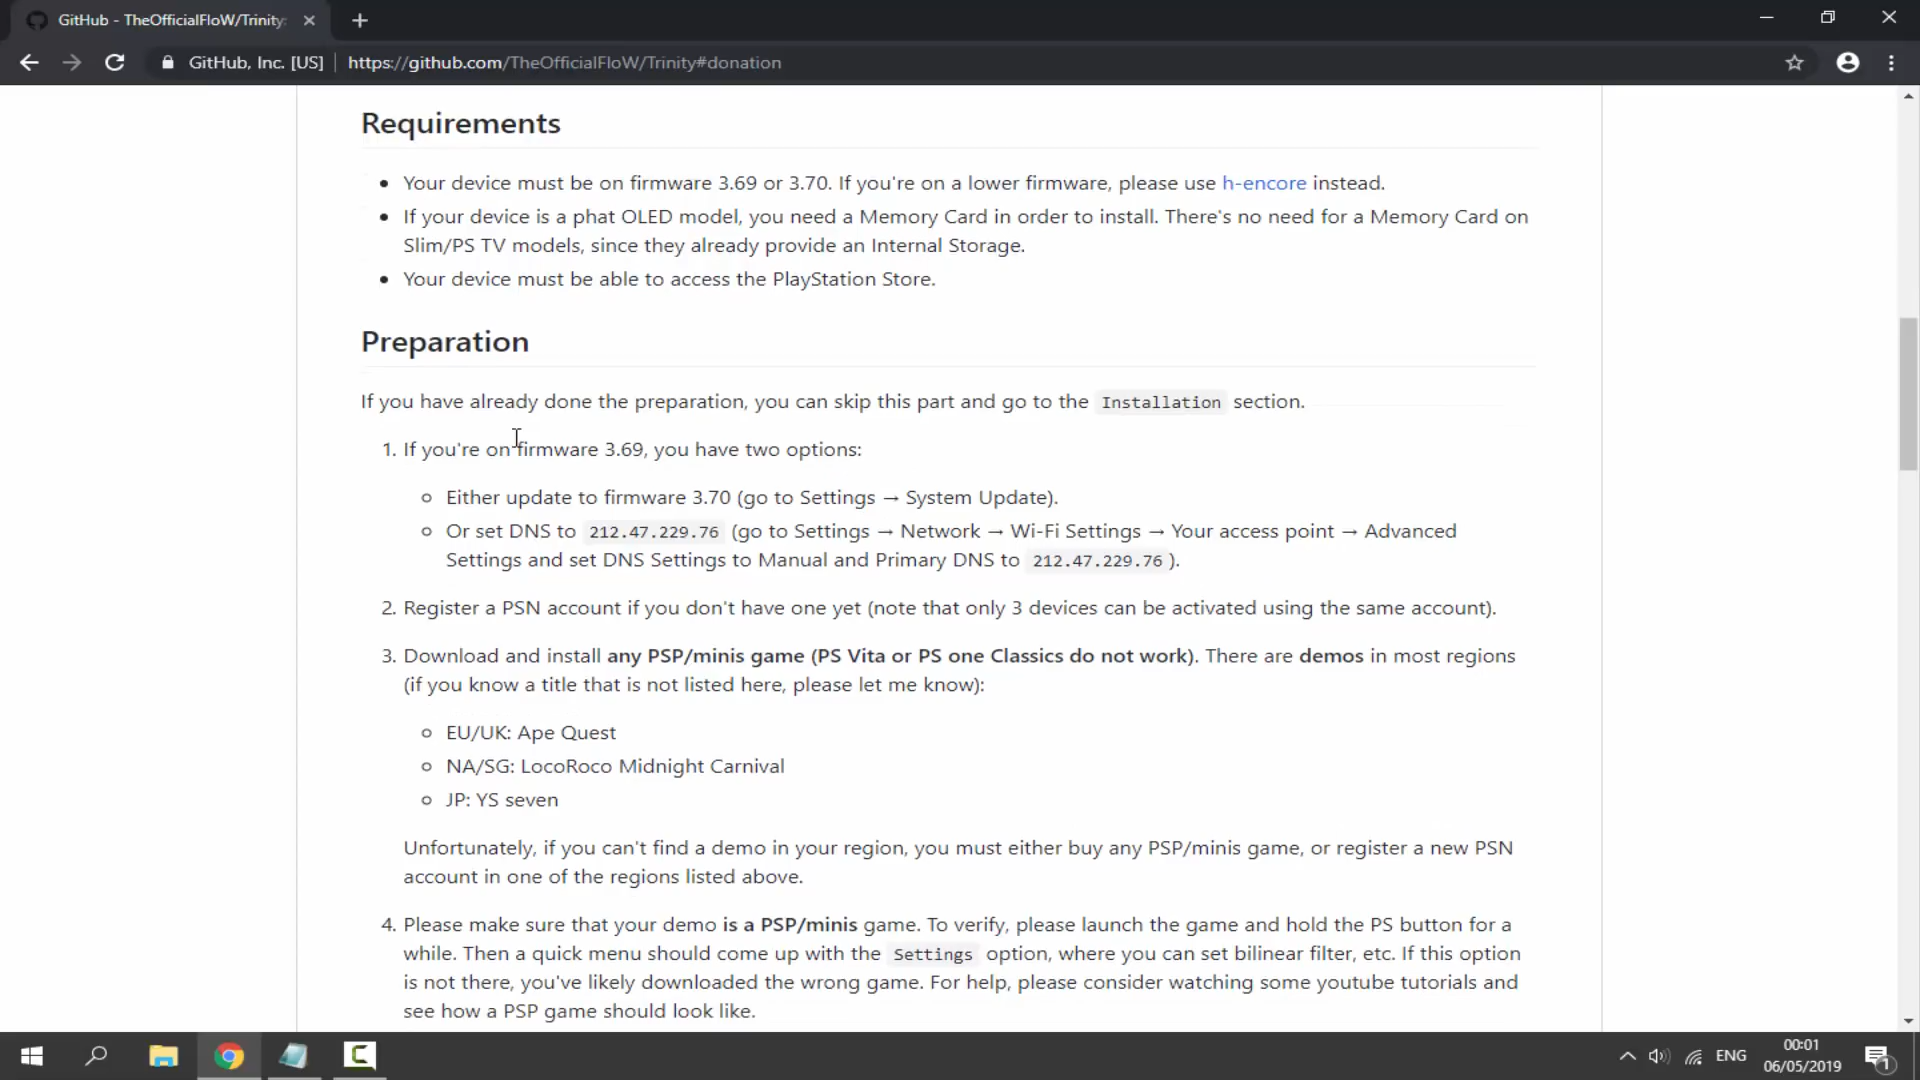 GitHub - TheOfficialFloW/Trinity:
GitHub, Inc. [US] | https://github.com/TheOfficialFloW/Trinity#donation
Requirements
• Your device must be on firmware 3.69 or 3.70. If you're on a lower firmware, please use h-encore instead.
• If your device is a phat OLED model, you need a Memory Card in order to install. There's no need for a Memory Card on
Slim/PS TV models, since they already provide an Internal Storage.
• Your device must be able to access the PlayStation Store.
Preparation
If you have already done the preparation, you can skip this part and go to the Installation section.
1. If you're on firmware 3.69, you have two options:
○ Either update to firmware 3.70 (go to Settings → System Update).
○ Or set DNS to 212.47.229.76 (go to Settings → Network → Wi-Fi Settings → Your access point → Advanced
Settings and set DNS Settings to Manual and Primary DNS to 212.47.229.76 ).
2. Register a PSN account if you don't have one yet (note that only 3 devices can be activated using the same account).
3. Download and install any PSP/minis game (PS Vita or PS one Classics do not work). There are demos in most regions
(if you know a title that is not listed here, please let me know):
○ EU/UK: Ape Quest
○ NA/SG: LocoRoco Midnight Carnival
○ JP: YS seven
Unfortunately, if you can't find a demo in your region, you must either buy any PSP/minis game, or register a new PSN
account in one of the regions listed above.
4. Please make sure that your demo is a PSP/minis game. To verify, please launch the game and hold the PS button for a
while. Then a quick menu should come up with the Settings option, where you can set bilinear filter, etc. If this option
is not there, you've likely downloaded the wrong game. For help, please consider watching some youtube tutorials and
see how a PSP game should look like.
ENG
00:01
06/05/2019
1